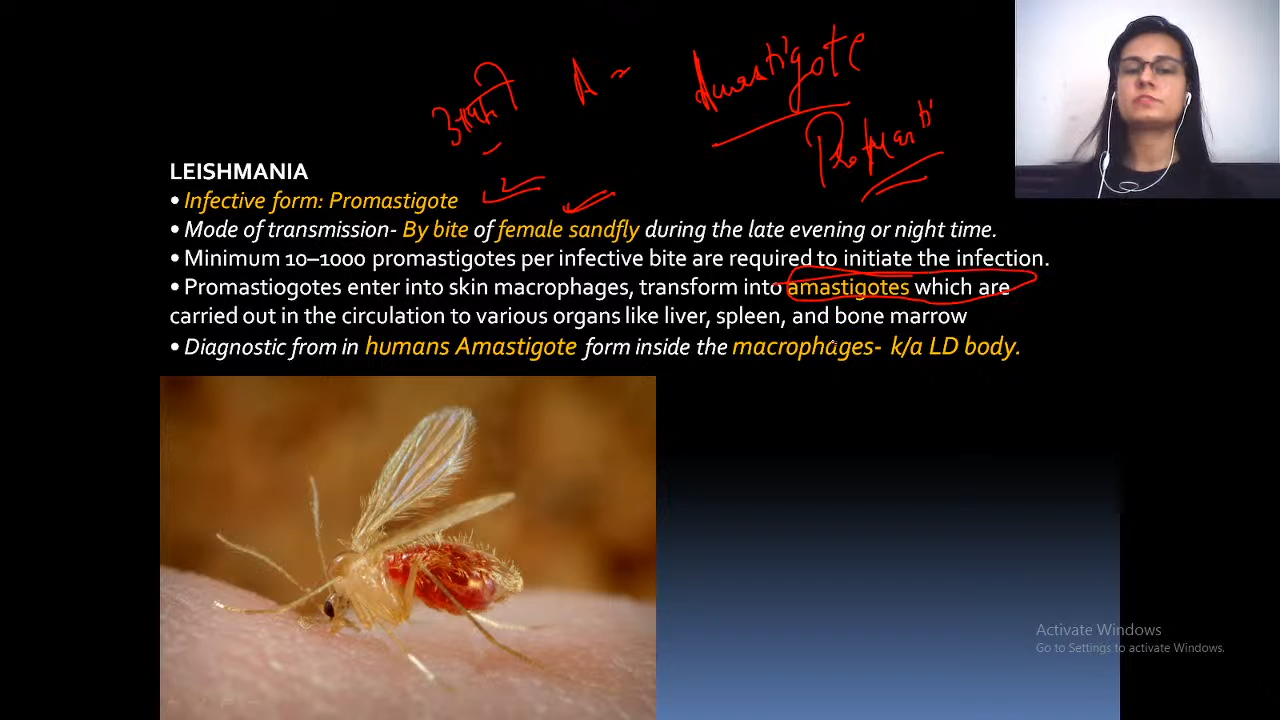 आदमी A ~ Amastigote
Promasti
LEISHMANIA
• Infective form: Promastigote
• Mode of transmission- By bite of female sandfly during the late evening or night time.
• Minimum 10–1000 promastigotes per infective bite are required to initiate the infection.
• Promastiogotes enter into skin macrophages, transform into amastigotes which are
carried out in the circulation to various organs like liver, spleen, and bone marrow
• Diagnostic from in humans Amastigote form inside the macrophages- k/a LD body.
Activate Windows
Go to Settings to activate Windows.